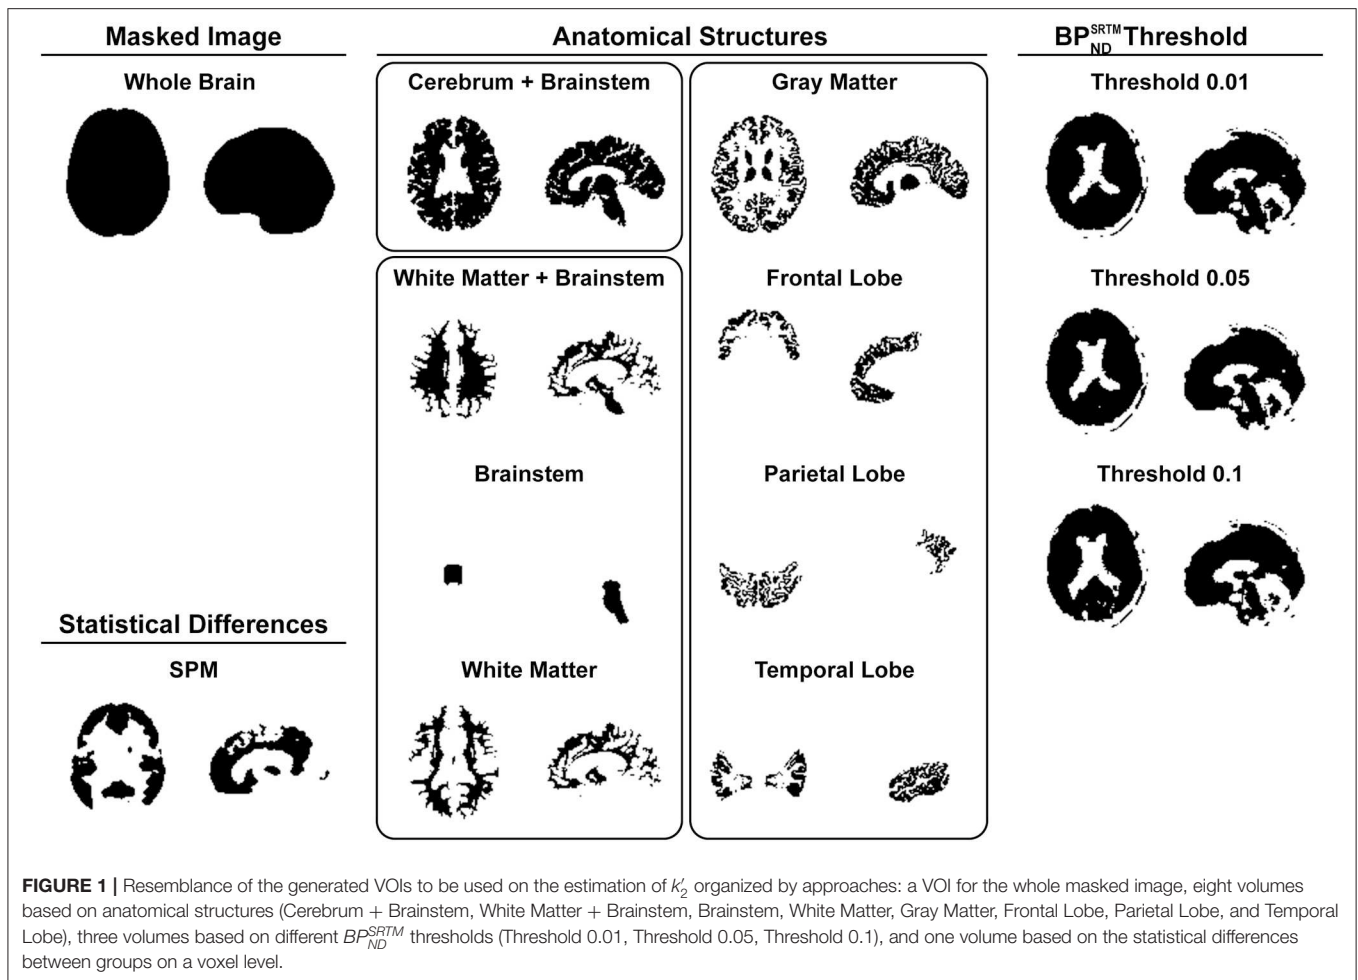 Masked Image
Whole Brain
Anatomical Structures
Cerebrum + Brainstem
White Matter + Brainstem
Brainstem
White Matter
Gray Matter
Frontal Lobe
Parietal Lobe
Temporal Lobe
BP^SRTM_ND Threshold
Threshold 0.01
Threshold 0.05
Threshold 0.1
Statistical Differences
SPM
FIGURE 1 | Resemblance of the generated VOIs to be used on the estimation of k′2 organized by approaches: a VOI for the whole masked image, eight volumes
based on anatomical structures (Cerebrum + Brainstem, White Matter + Brainstem, Brainstem, White Matter, Gray Matter, Frontal Lobe, Parietal Lobe, and Temporal
Lobe), three volumes based on different BP^SRTM_ND thresholds (Threshold 0.01, Threshold 0.05, Threshold 0.1), and one volume based on the statistical differences
between groups on a voxel level.